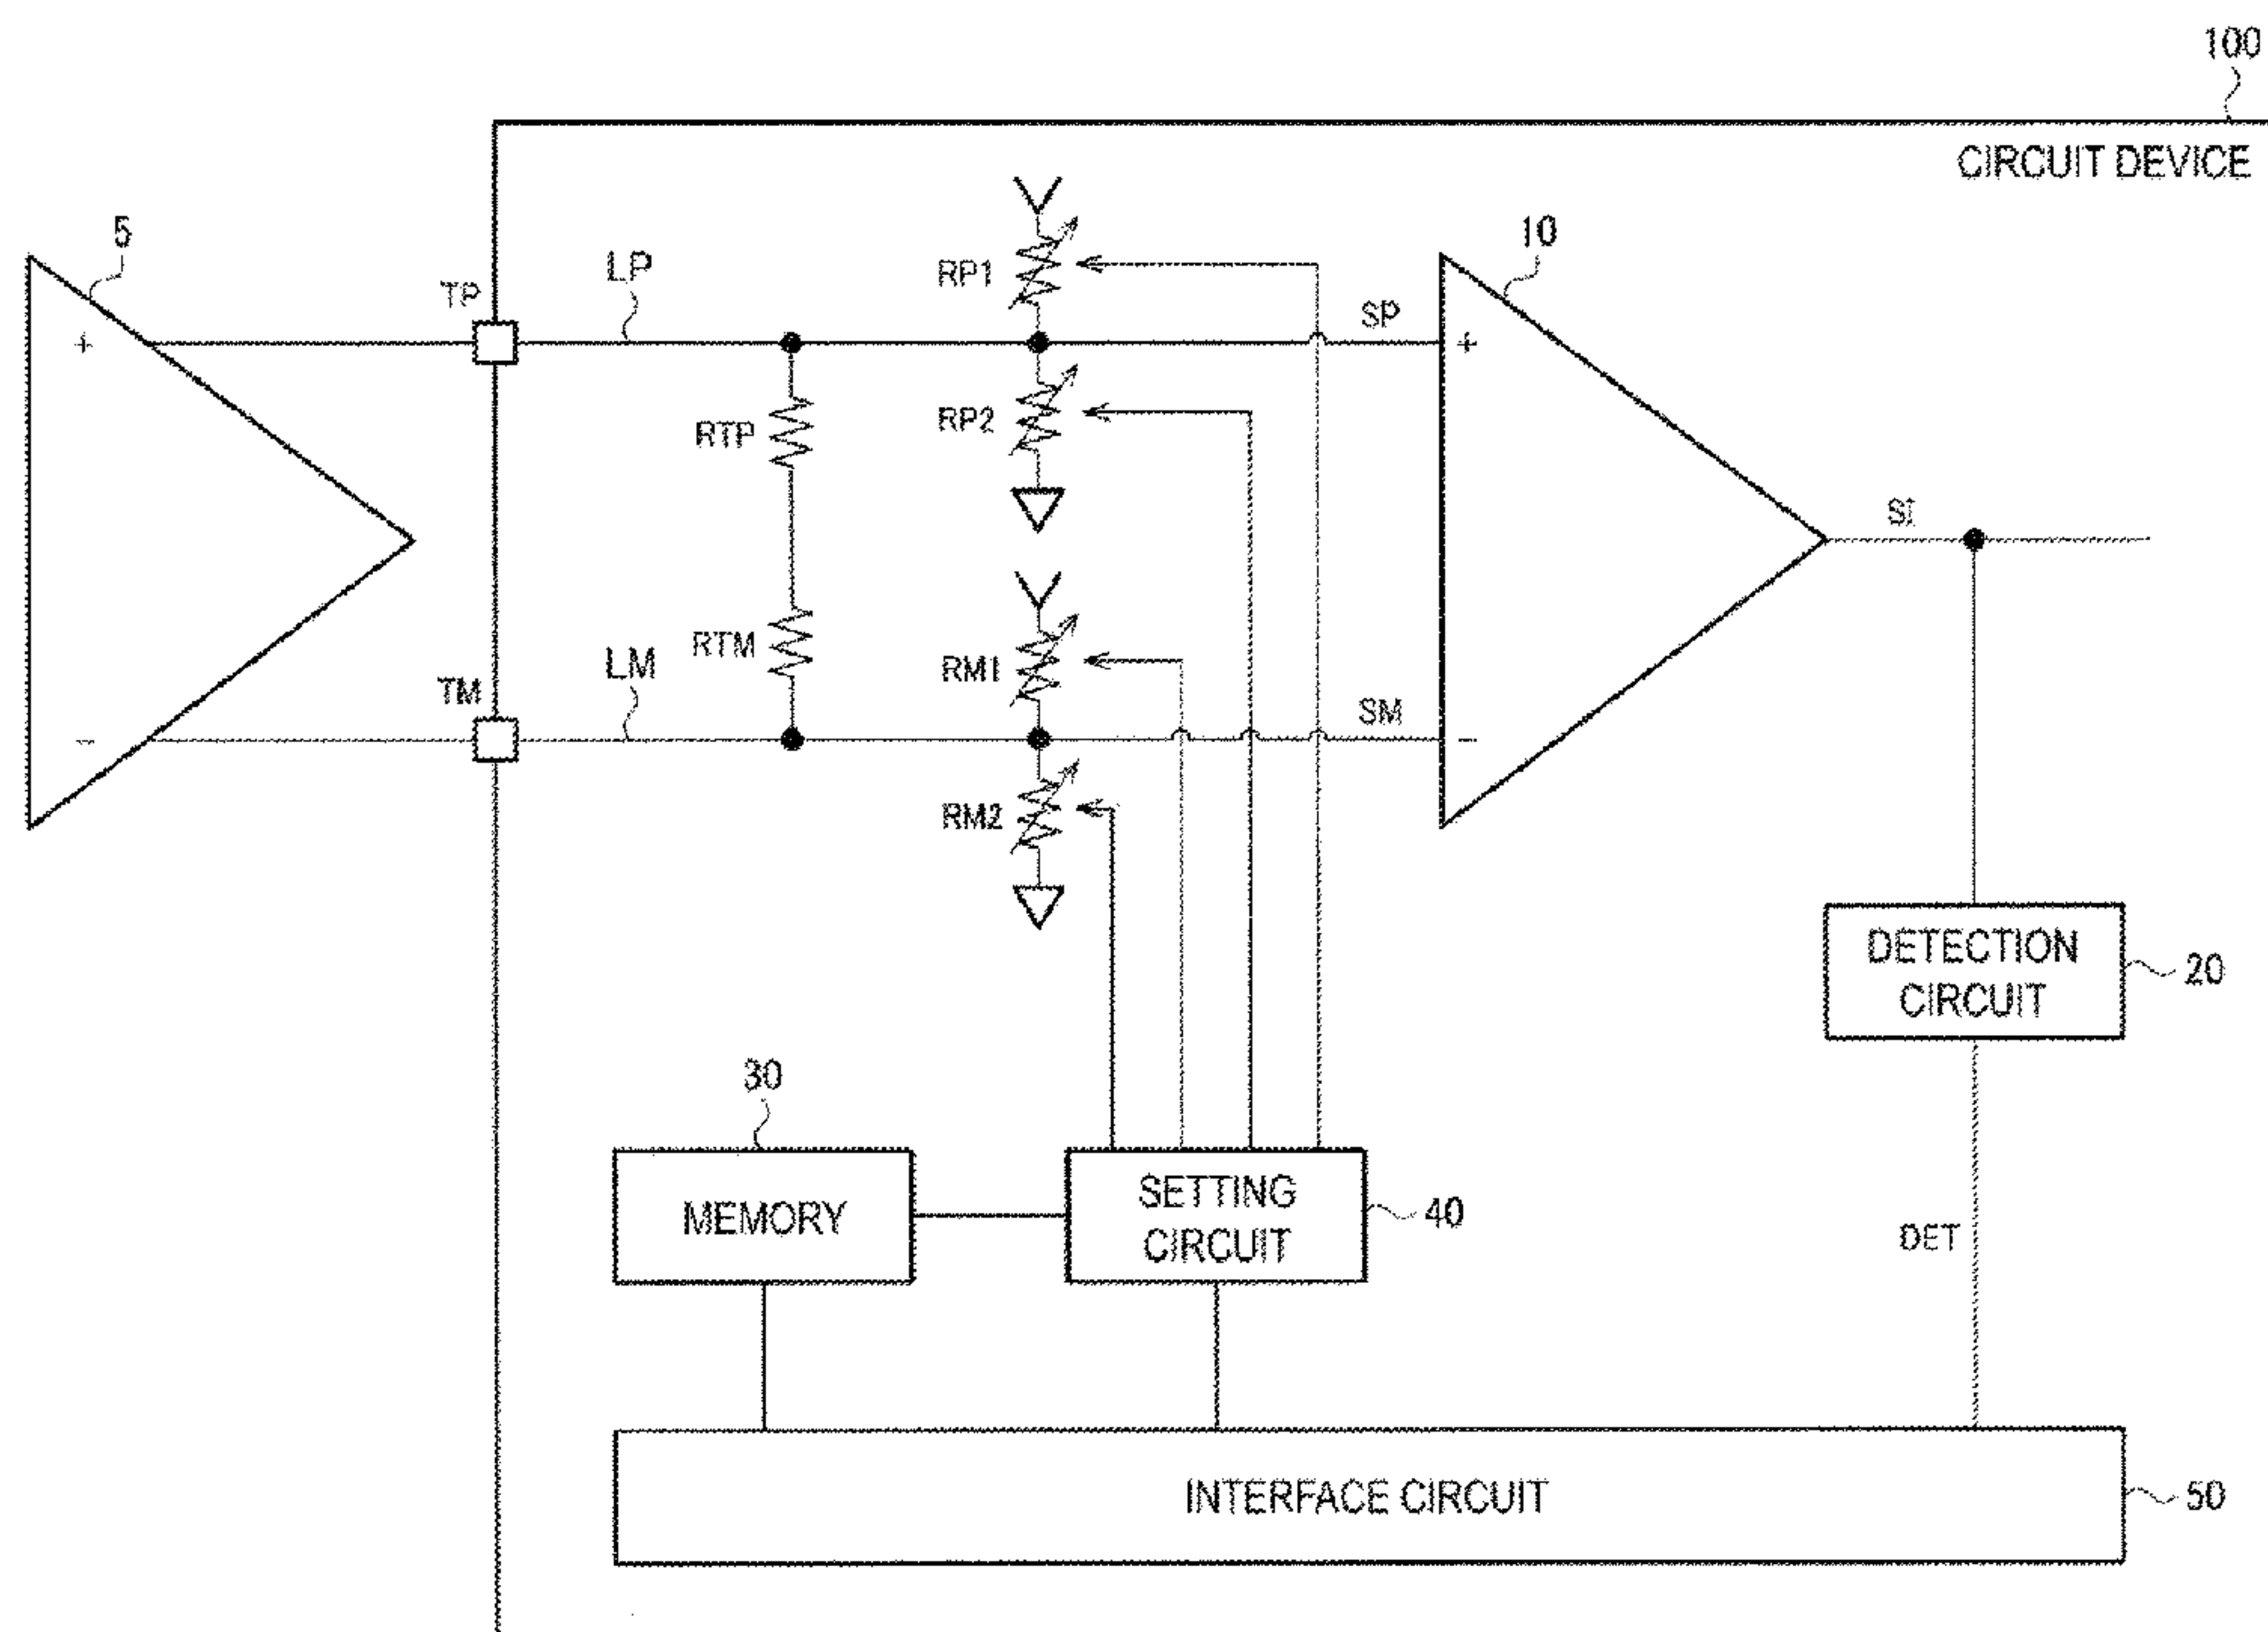 100
CIRCUIT DEVICE
5
10
TP
LP
RP1
SP
+
+
RTP
RP2
SI
RTM
LM
RM1
TM
SM
−
−
RM2
DETECTION
CIRCUIT
20
30
MEMORY
SETTING
CIRCUIT
40
DET
INTERFACE CIRCUIT
50